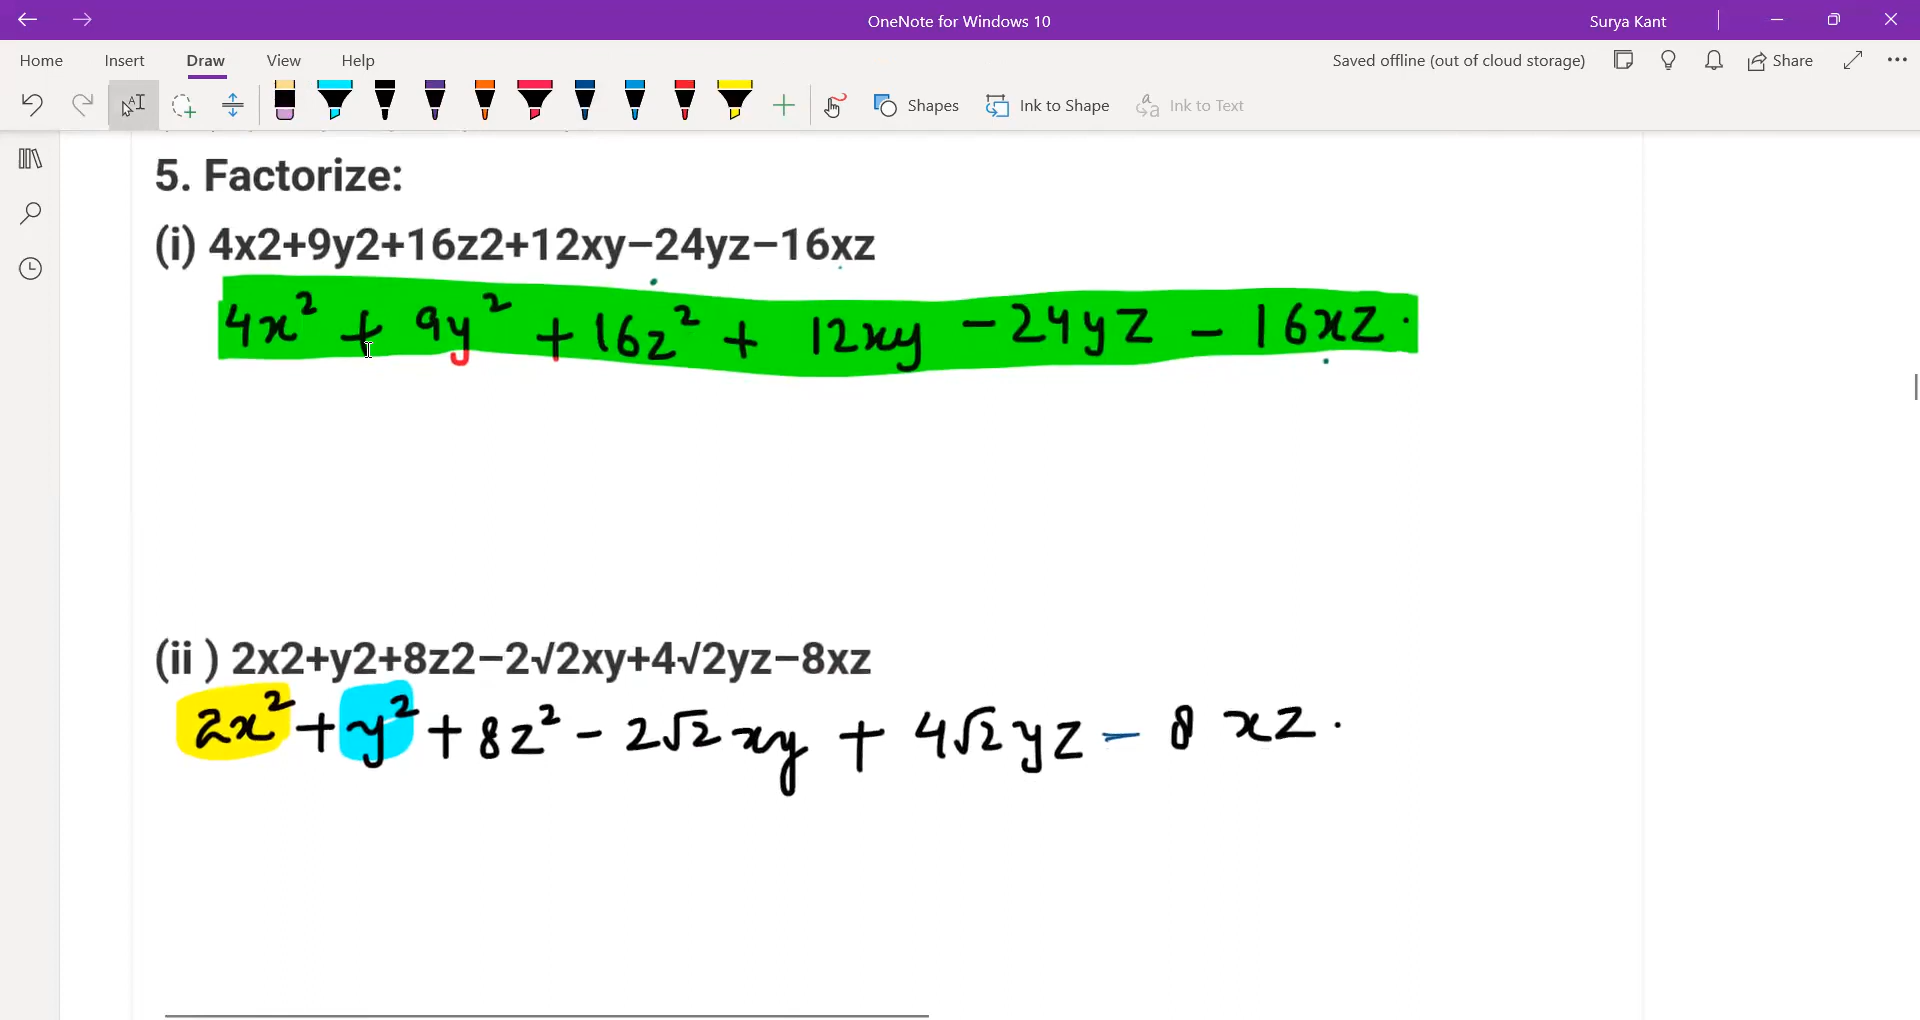 OneNote for Windows 10
Surya Kant
Home Insert Draw View Help
Saved offline (out of cloud storage) Share
Shapes Ink to Shape Ink to Text
5. Factorize:
(i) 4x2+9y2+16z2+12xy–24yz–16xz
4x² + 9y² + 16z² + 12xy - 24yz - 16xz.
(ii ) 2x2+y2+8z2–2√2xy+4√2yz–8xz
2x² + y² + 8z² - 2√2 xy + 4√2 yz - 8 xz.